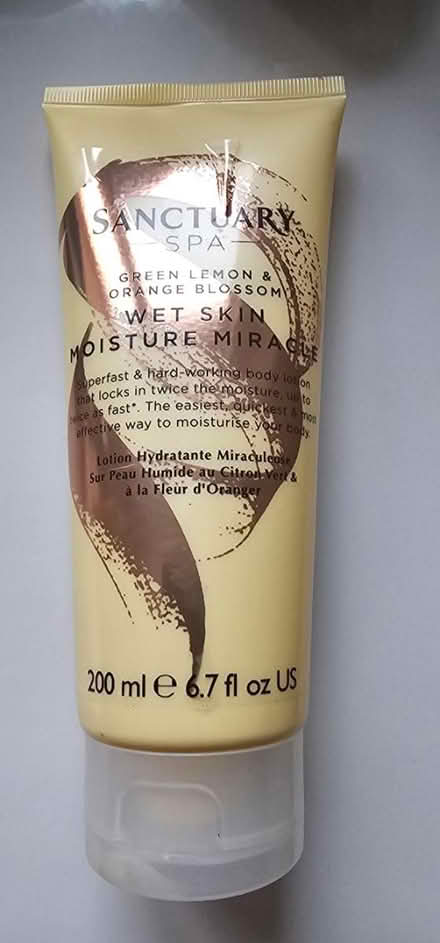 SANCTUARY
SPA
GREEN LEMON &
ORANGE BLOSSOM
WET SKIN
MOISTURE MIRACLE
Superfast & hard-working body lotion
that locks in twice the moisture, up to
twice as fast*. The easiest, quickest & most
effective way to moisturise your body.
Lotion Hydratante Miraculeuse
Sur Peau Humide au Citron Vert &
à la Fleur d'Oranger
200 ml e 6.7 fl oz US